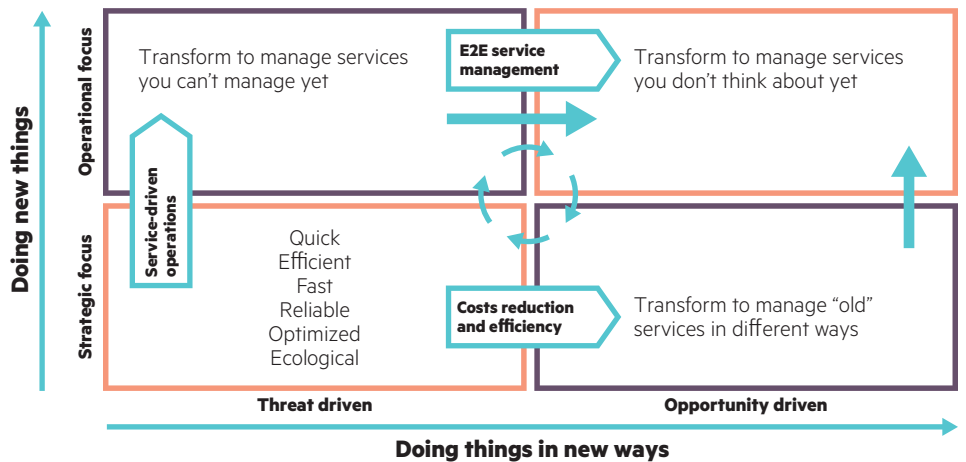 Doing new things
Operational focus
Transform to manage services
you can't manage yet
E2E service
management
Transform to manage services
you don't think about yet
Service-driven
operations
Strategic focus
Quick
Efficient
Fast
Reliable
Optimized
Ecological
Costs reduction
and efficiency
Transform to manage “old”
services in different ways
Threat driven
Opportunity driven
Doing things in new ways